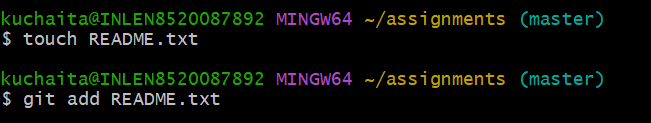 kuchaita@INLEN8520087892 MINGW64 ~/assignments (master)
$ touch README.txt
kuchaita@INLEN8520087892 MINGW64 ~/assignments (master)
$ git add README.txt